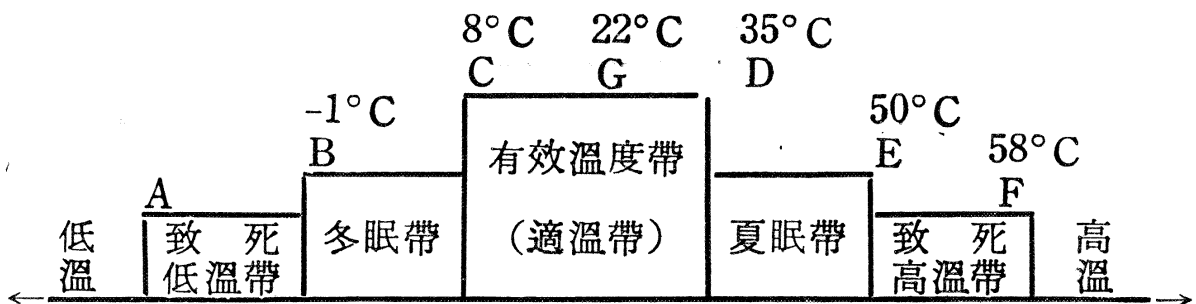 8°C 22°C 35°C
C G D
-1°C 50°C
B 有效溫度帶 E 58°C
A F
低溫 致死低溫帶 冬眠帶 (適溫帶) 夏眠帶 致死高溫帶 高溫